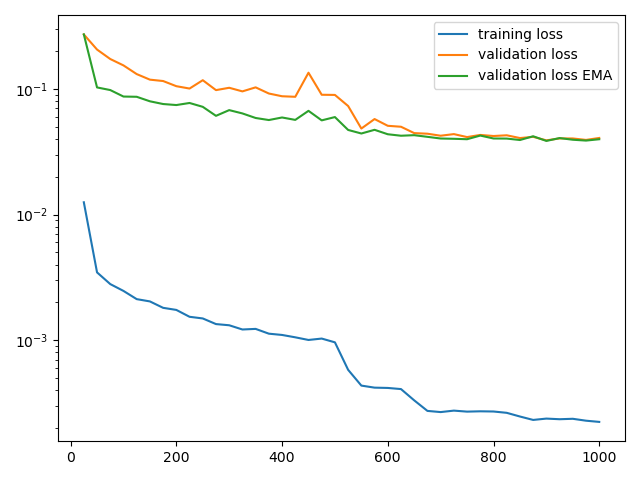 training loss
validation loss
validation loss EMA
10⁻¹
10⁻²
10⁻³
0 200 400 600 800 1000